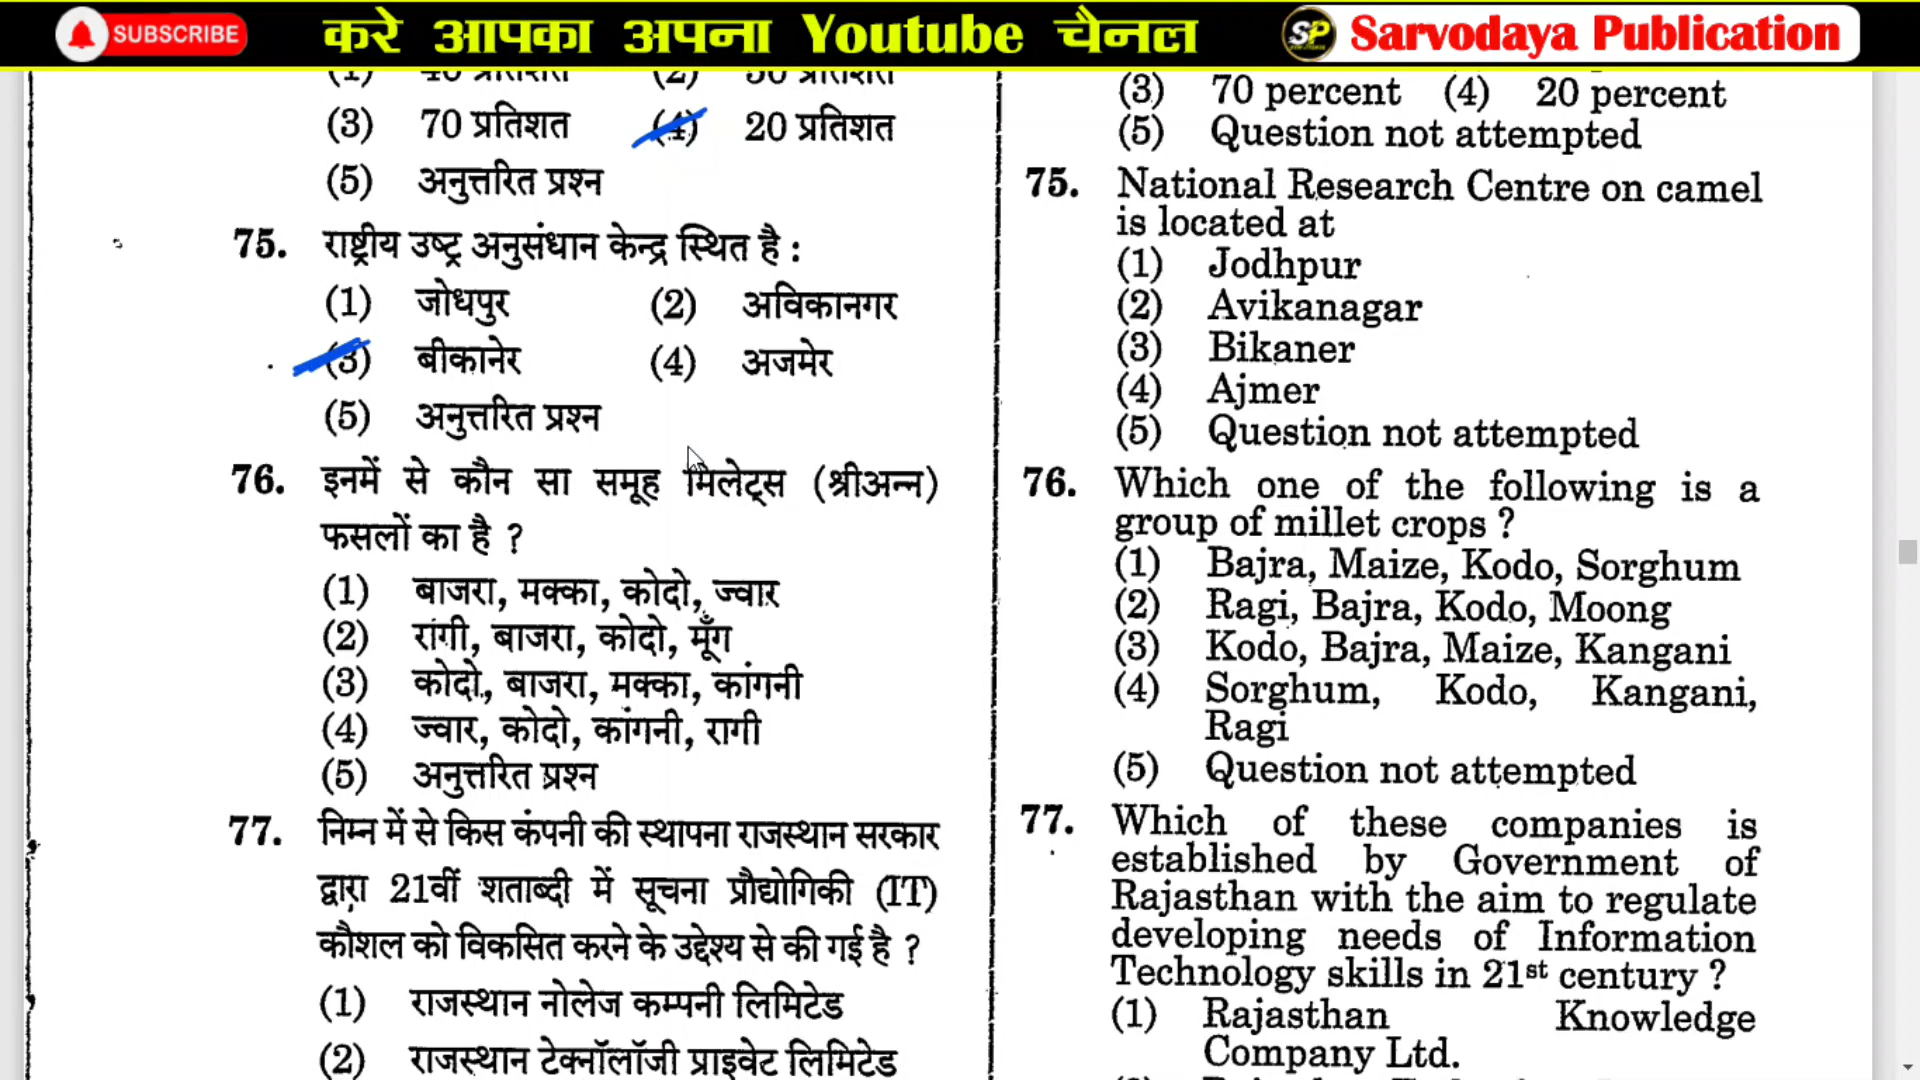 SUBSCRIBE
करे आपका अपना Youtube चैनल
SP
Sarvodaya Publication
(1) 40 प्रतिशत (2) 50 प्रतिशत
(3) 70 प्रतिशत (4) 20 प्रतिशत
(5) अनुत्तरित प्रश्न
75. राष्ट्रीय उष्ट्र अनुसंधान केन्द्र स्थित है :
(1) जोधपुर (2) अविकानगर
(3) बीकानेर (4) अजमेर
(5) अनुत्तरित प्रश्न
76. इनमें से कौन सा समूह मिलेट्स (श्रीअन्न)
फसलों का है ?
(1) बाजरा, मक्का, कोदो, ज्वार
(2) रागी, बाजरा, कोदो, मूँग
(3) कोदो, बाजरा, मक्का, कांगनी
(4) ज्वार, कोदो, कांगनी, रागी
(5) अनुत्तरित प्रश्न
77. निम्न में से किस कंपनी की स्थापना राजस्थान सरकार
द्वारा 21वीं शताब्दी में सूचना प्रौद्योगिकी (IT)
कौशल को विकसित करने के उद्देश्य से की गई है ?
(1) राजस्थान नोलेज कम्पनी लिमिटेड
(2) राजस्थान टेक्नॉलॉजी प्राइवेट लिमिटेड
(3) 70 percent (4) 20 percent
(5) Question not attempted
75. National Research Centre on camel
is located at
(1) Jodhpur
(2) Avikanagar
(3) Bikaner
(4) Ajmer
(5) Question not attempted
76. Which one of the following is a
group of millet crops ?
(1) Bajra, Maize, Kodo, Sorghum
(2) Ragi, Bajra, Kodo, Moong
(3) Kodo, Bajra, Maize, Kangani
(4) Sorghum, Kodo, Kangani,
Ragi
(5) Question not attempted
77. Which of these companies is
established by Government of
Rajasthan with the aim to regulate
developing needs of Information
Technology skills in 21st century ?
(1) Rajasthan Knowledge
Company Ltd.